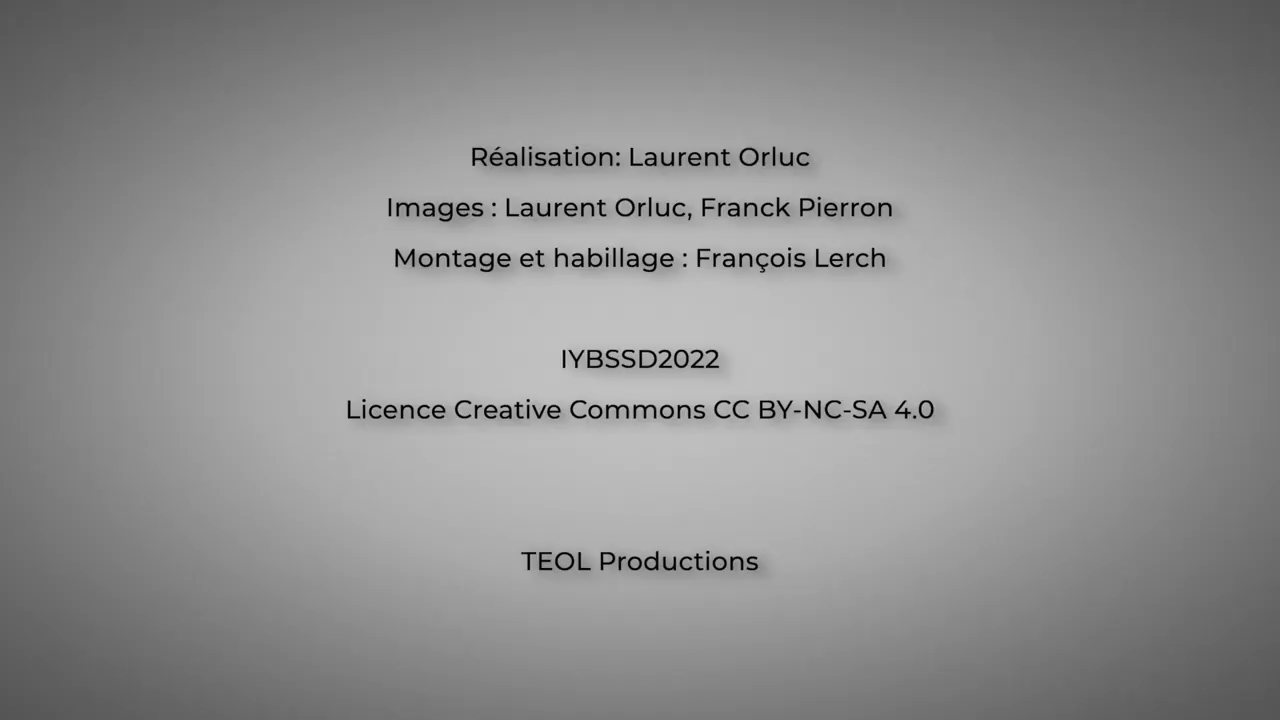 Réalisation: Laurent Orluc
Images : Laurent Orluc, Franck Pierron
Montage et habillage : François Lerch
IYBSSD2022
Licence Creative Commons CC BY-NC-SA 4.0
TEOL Productions